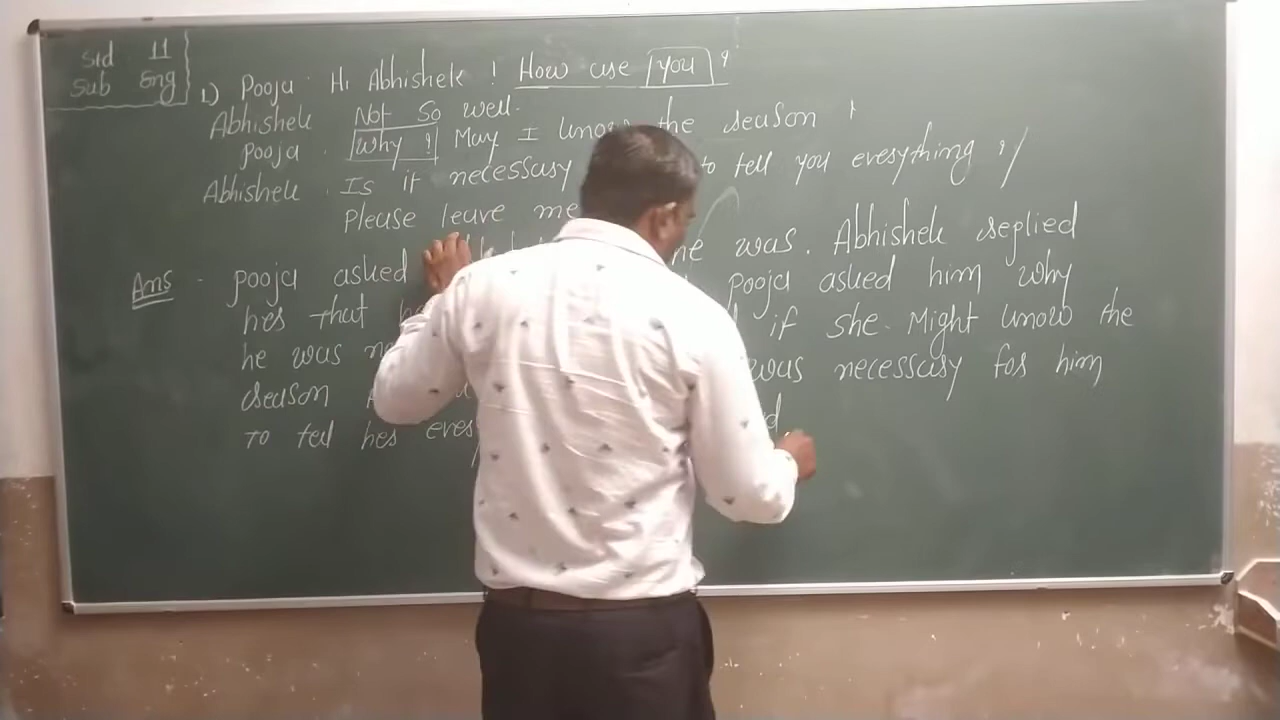 Std 11
Sub Eng
1) Pooja : Hi Abhishek ! How are you ?
Abhishek Not So well.
Pooja . Why ? May I know the reason ?
Abhishek . Is it necessary to tell you everything ?
Please leave me
Ans - Pooja asked he was . Abhishek replied
her that Pooja asked him why
he was if she Might know the
reason was necessary for him
to tell her